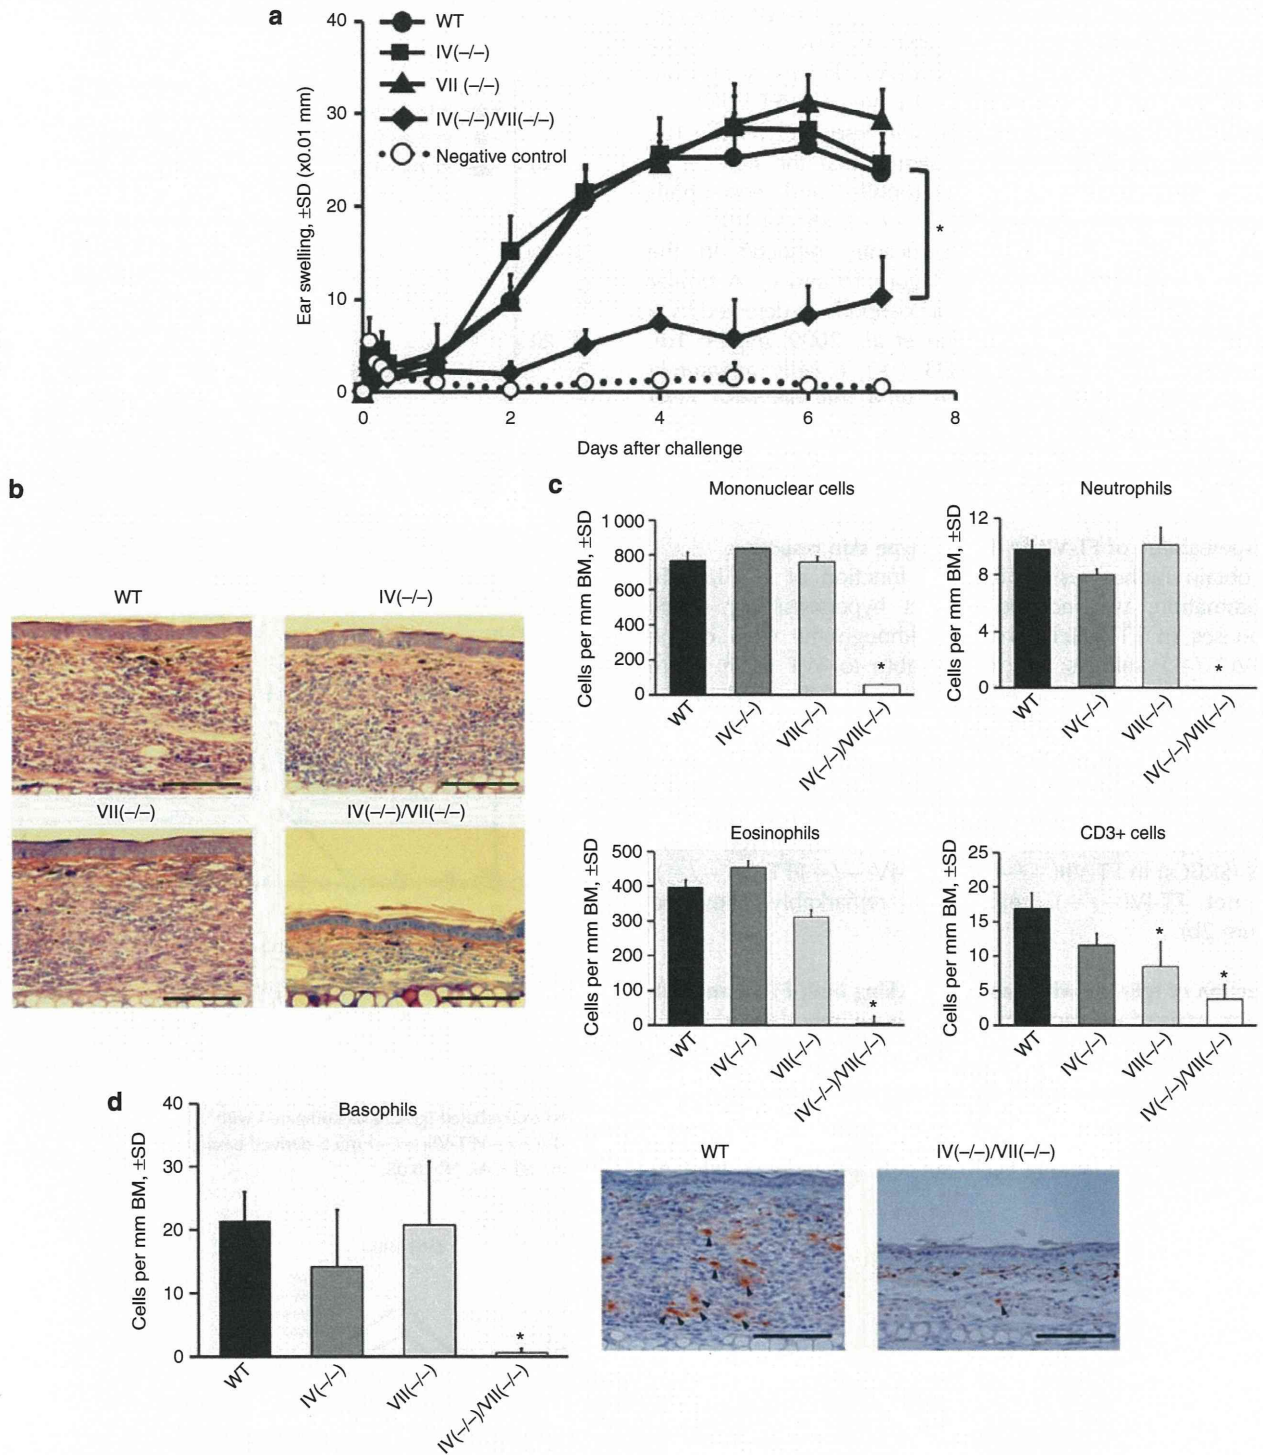 a
40
30
20
10
0
Ear swelling, ±SD (x0.01 mm)
WT
IV(–/–)
VII (–/–)
IV(–/–)/VII(–/–)
Negative control
*
0 2 4 6 8
Days after challenge
b
WT IV(–/–)
VII(–/–) IV(–/–)/VII(–/–)
c
Mononuclear cells
Cells per mm BM, ±SD
1 000
800
600
400
200
0
*
WT IV(–/–) VII(–/–) IV(–/–)/VII(–/–)
Neutrophils
Cells per mm BM, ±SD
12
8
4
0
*
WT IV(–/–) VII(–/–) IV(–/–)/VII(–/–)
Eosinophils
Cells per mm BM, ±SD
500
400
300
200
100
0
*
WT IV(–/–) VII(–/–) IV(–/–)/VII(–/–)
CD3+ cells
Cells per mm BM, ±SD
25
20
15
10
5
0
* *
WT IV(–/–) VII(–/–) IV(–/–)/VII(–/–)
d
Basophils
Cells per mm BM, ±SD
40
30
20
10
0
*
WT IV(–/–) VII(–/–) IV(–/–)/VII(–/–)
WT IV(–/–)/VII(–/–)